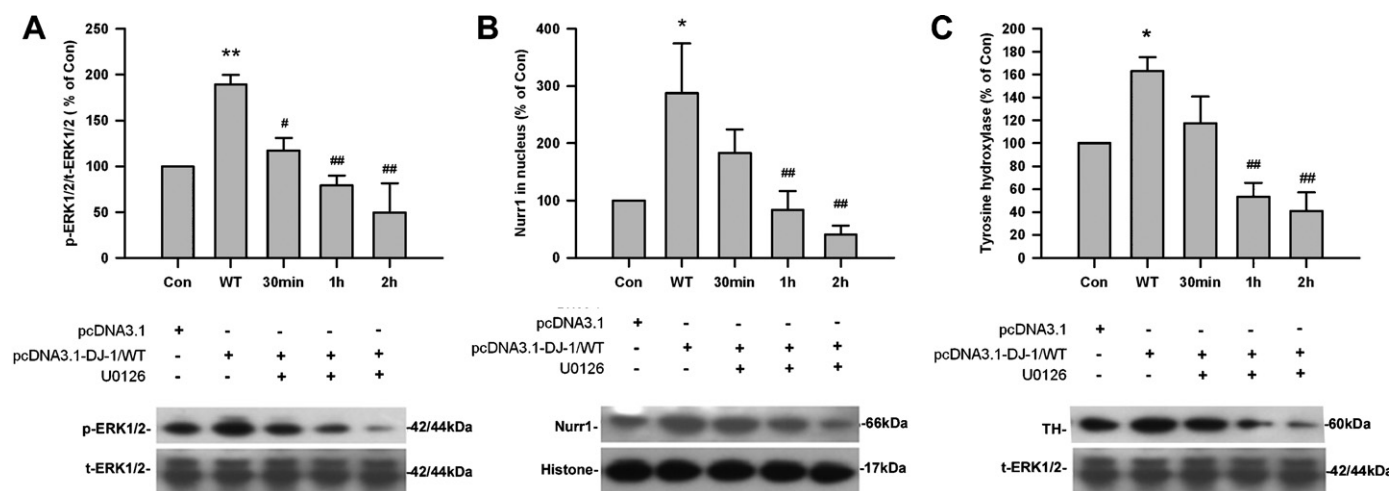 A
p-ERK1/2/t-ERK1/2 ( % of Con)
250
200
150
100
50
0
**
#
##
##
Con WT 30min 1h 2h
pcDNA3.1 + - - - -
pcDNA3.1-DJ-1/WT - + + + +
U0126 - - + + +
p-ERK1/2- -42/44kDa
t-ERK1/2- -42/44kDa
B
Nurr1 in nucleus (% of Con)
400
300
200
100
0
*
##
##
Con WT 30min 1h 2h
pcDNA3.1 + - - - -
pcDNA3.1-DJ-1/WT - + + + +
U0126 - - + + +
Nurr1- -66kDa
Histone- -17kDa
C
Tyrosine hydroxylase (% of Con)
200
180
160
140
120
100
80
60
40
20
0
*
##
##
Con WT 30min 1h 2h
pcDNA3.1 + - - - -
pcDNA3.1-DJ-1/WT - + + + +
U0126 - - + + +
TH- -60kDa
t-ERK1/2- -42/44kDa